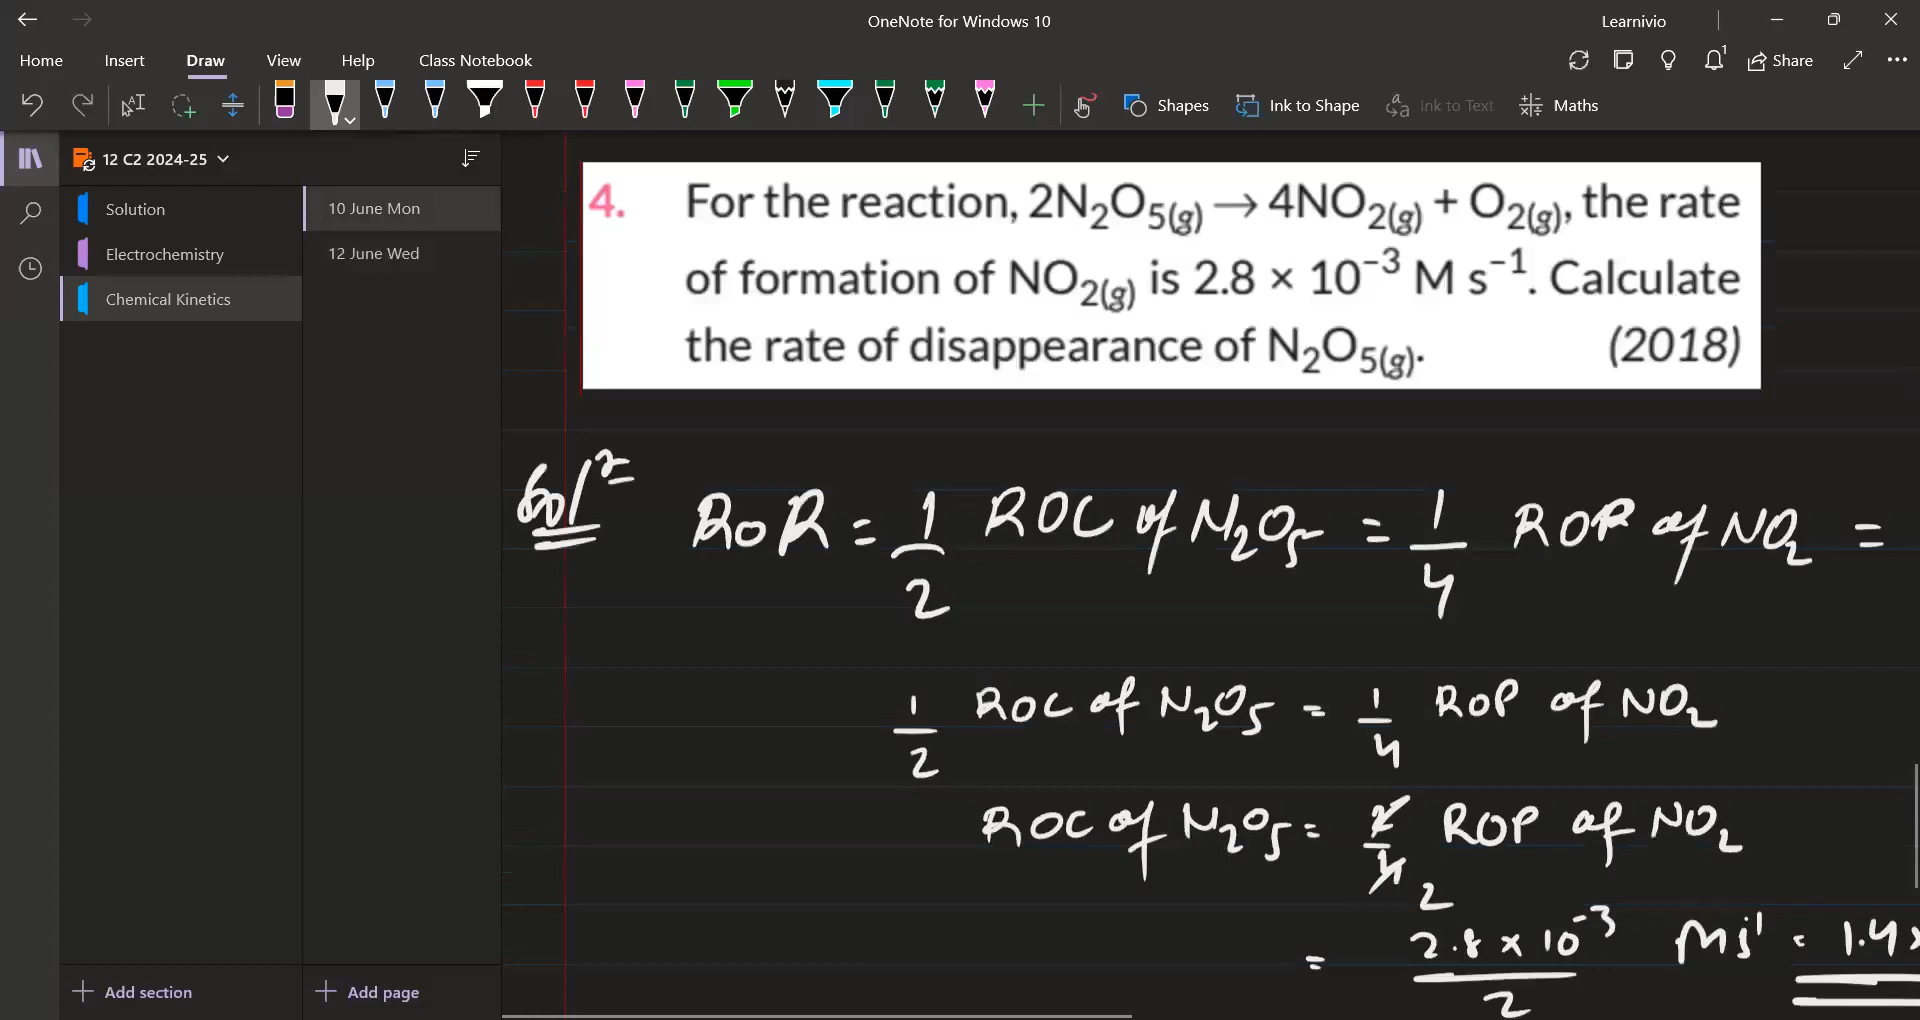 OneNote for Windows 10
Learnivio
Home Insert Draw View Help Class Notebook
1
Share
Shapes Ink to Shape Ink to Text Maths
12 C2 2024-25
Solution
Electrochemistry
Chemical Kinetics
10 June Mon
12 June Wed
4. For the reaction, 2N₂O₅(g) → 4NO₂(g) + O₂(g), the rate
of formation of NO₂(g) is 2.8 × 10⁻³ M s⁻¹. Calculate
the rate of disappearance of N₂O₅(g). (2018)
Solⁿ ROR = 1/2 ROC of N₂O₅ = 1/4 ROP of NO₂ =
1/2 ROC of N₂O₅ = 1/4 ROP of NO₂
ROC of N₂O₅ = 2/4 2 ROP of NO₂
= 2.8 × 10⁻³/2 Ms⁻¹ = 1.4 ×
+ Add section
+ Add page